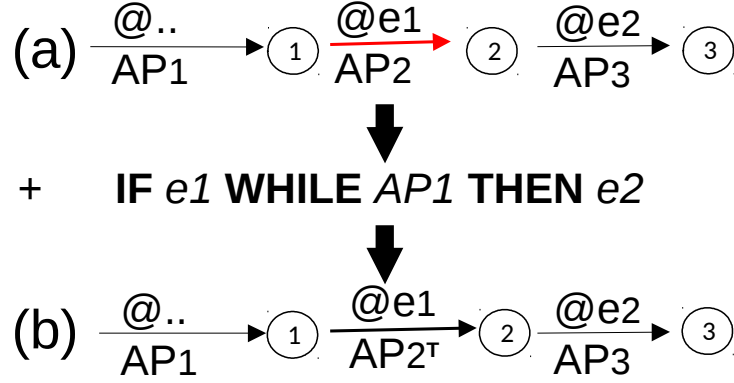 @.. @e1 @e2
(a) 1 2 3
AP1 AP2 AP3
+ IF e1 WHILE AP1 THEN e2
@.. @e1 @e2
(b) 1 2 3
AP1 AP2ᵀ AP3